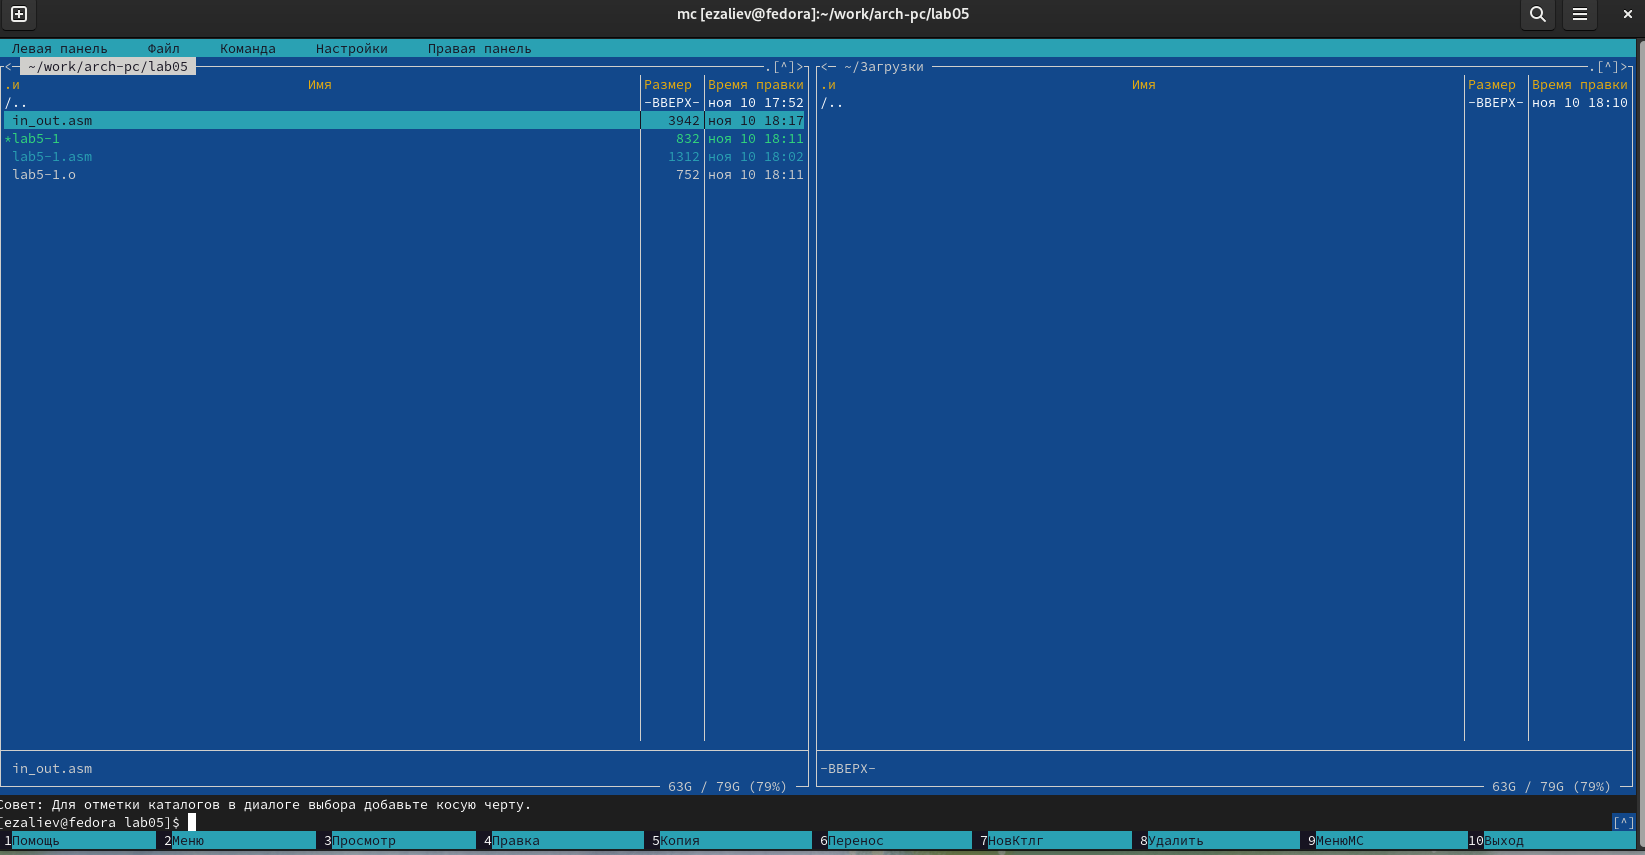 mc [ezaliev@fedora]:~/work/arch-pc/lab05
Левая панель Файл Команда Настройки Правая панель
<─ ~/work/arch-pc/lab05 ─.[^]>
.и Имя Размер Время правки
/.. -ВВЕРХ- ноя 10 17:52
in_out.asm 3942 ноя 10 18:17
*lab5-1 832 ноя 10 18:11
lab5-1.asm 1312 ноя 10 18:02
lab5-1.o 752 ноя 10 18:11
in_out.asm
63G / 79G (79%)
<─ ~/Загрузки ─.[^]>
.и Имя Размер Время правки
/.. -ВВЕРХ- ноя 10 18:10
-ВВЕРХ-
63G / 79G (79%)
Совет: Для отметки каталогов в диалоге выбора добавьте косую черту.
[ezaliev@fedora lab05]$ [^]
1Помощь 2Меню 3Просмотр 4Правка 5Копия 6Перенос 7НовКтлг 8Удалить 9МенюMC 10Выход